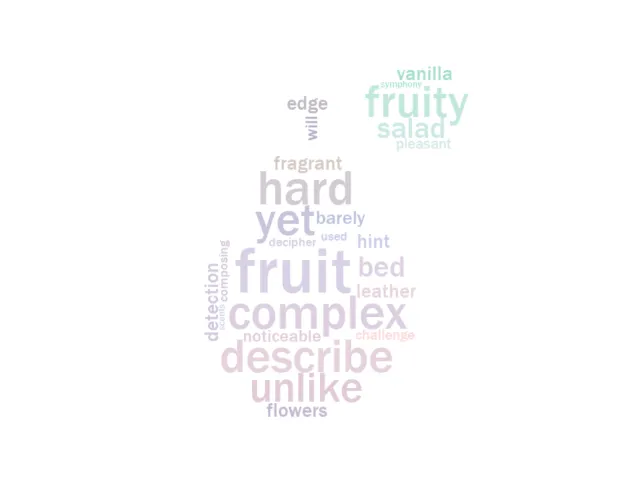 vanilla
symphony
fruity
edge
salad
will
pleasant
fragrant
hard
yet
barely
used
decipher
hint
composing
fruit
bed
detection
leather
complex
noticeable
challenge
describe
unlike
flowers